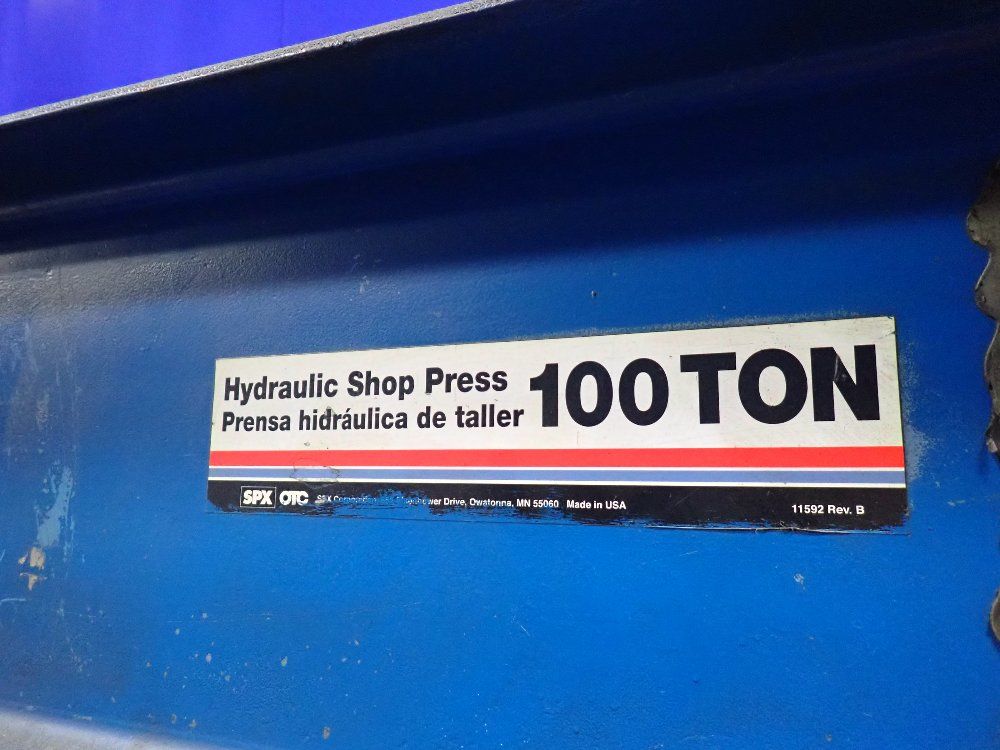 Hydraulic Shop Press
Prensa hidráulica de taller
100 TON
SPX OTC SPX Drive, Owatonna, MN 55060 Made in USA
11592 Rev. B